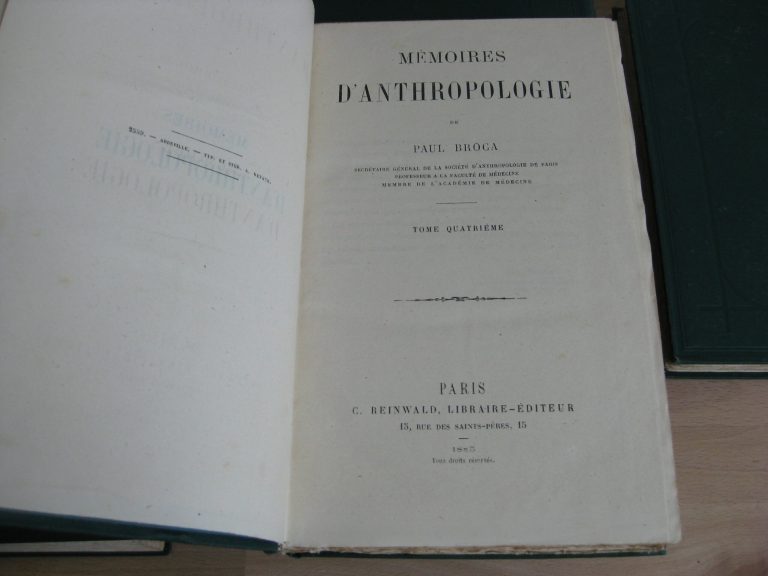 2539. — ABBEVILLE. — TYP. ET STÉR. A. RETAUX.
MÉMOIRES
D'ANTHROPOLOGIE
DE
PAUL BROCA
SECRÉTAIRE GÉNÉRAL DE LA SOCIÉTÉ D'ANTHROPOLOGIE DE PARIS
PROFESSEUR A LA FACULTÉ DE MÉDECINE
MEMBRE DE L'ACADÉMIE DE MÉDECINE
TOME QUATRIÈME
PARIS
C. REINWALD, LIBRAIRE-ÉDITEUR
15, RUE DES SAINTS-PÈRES, 15
Tous droits réservés.